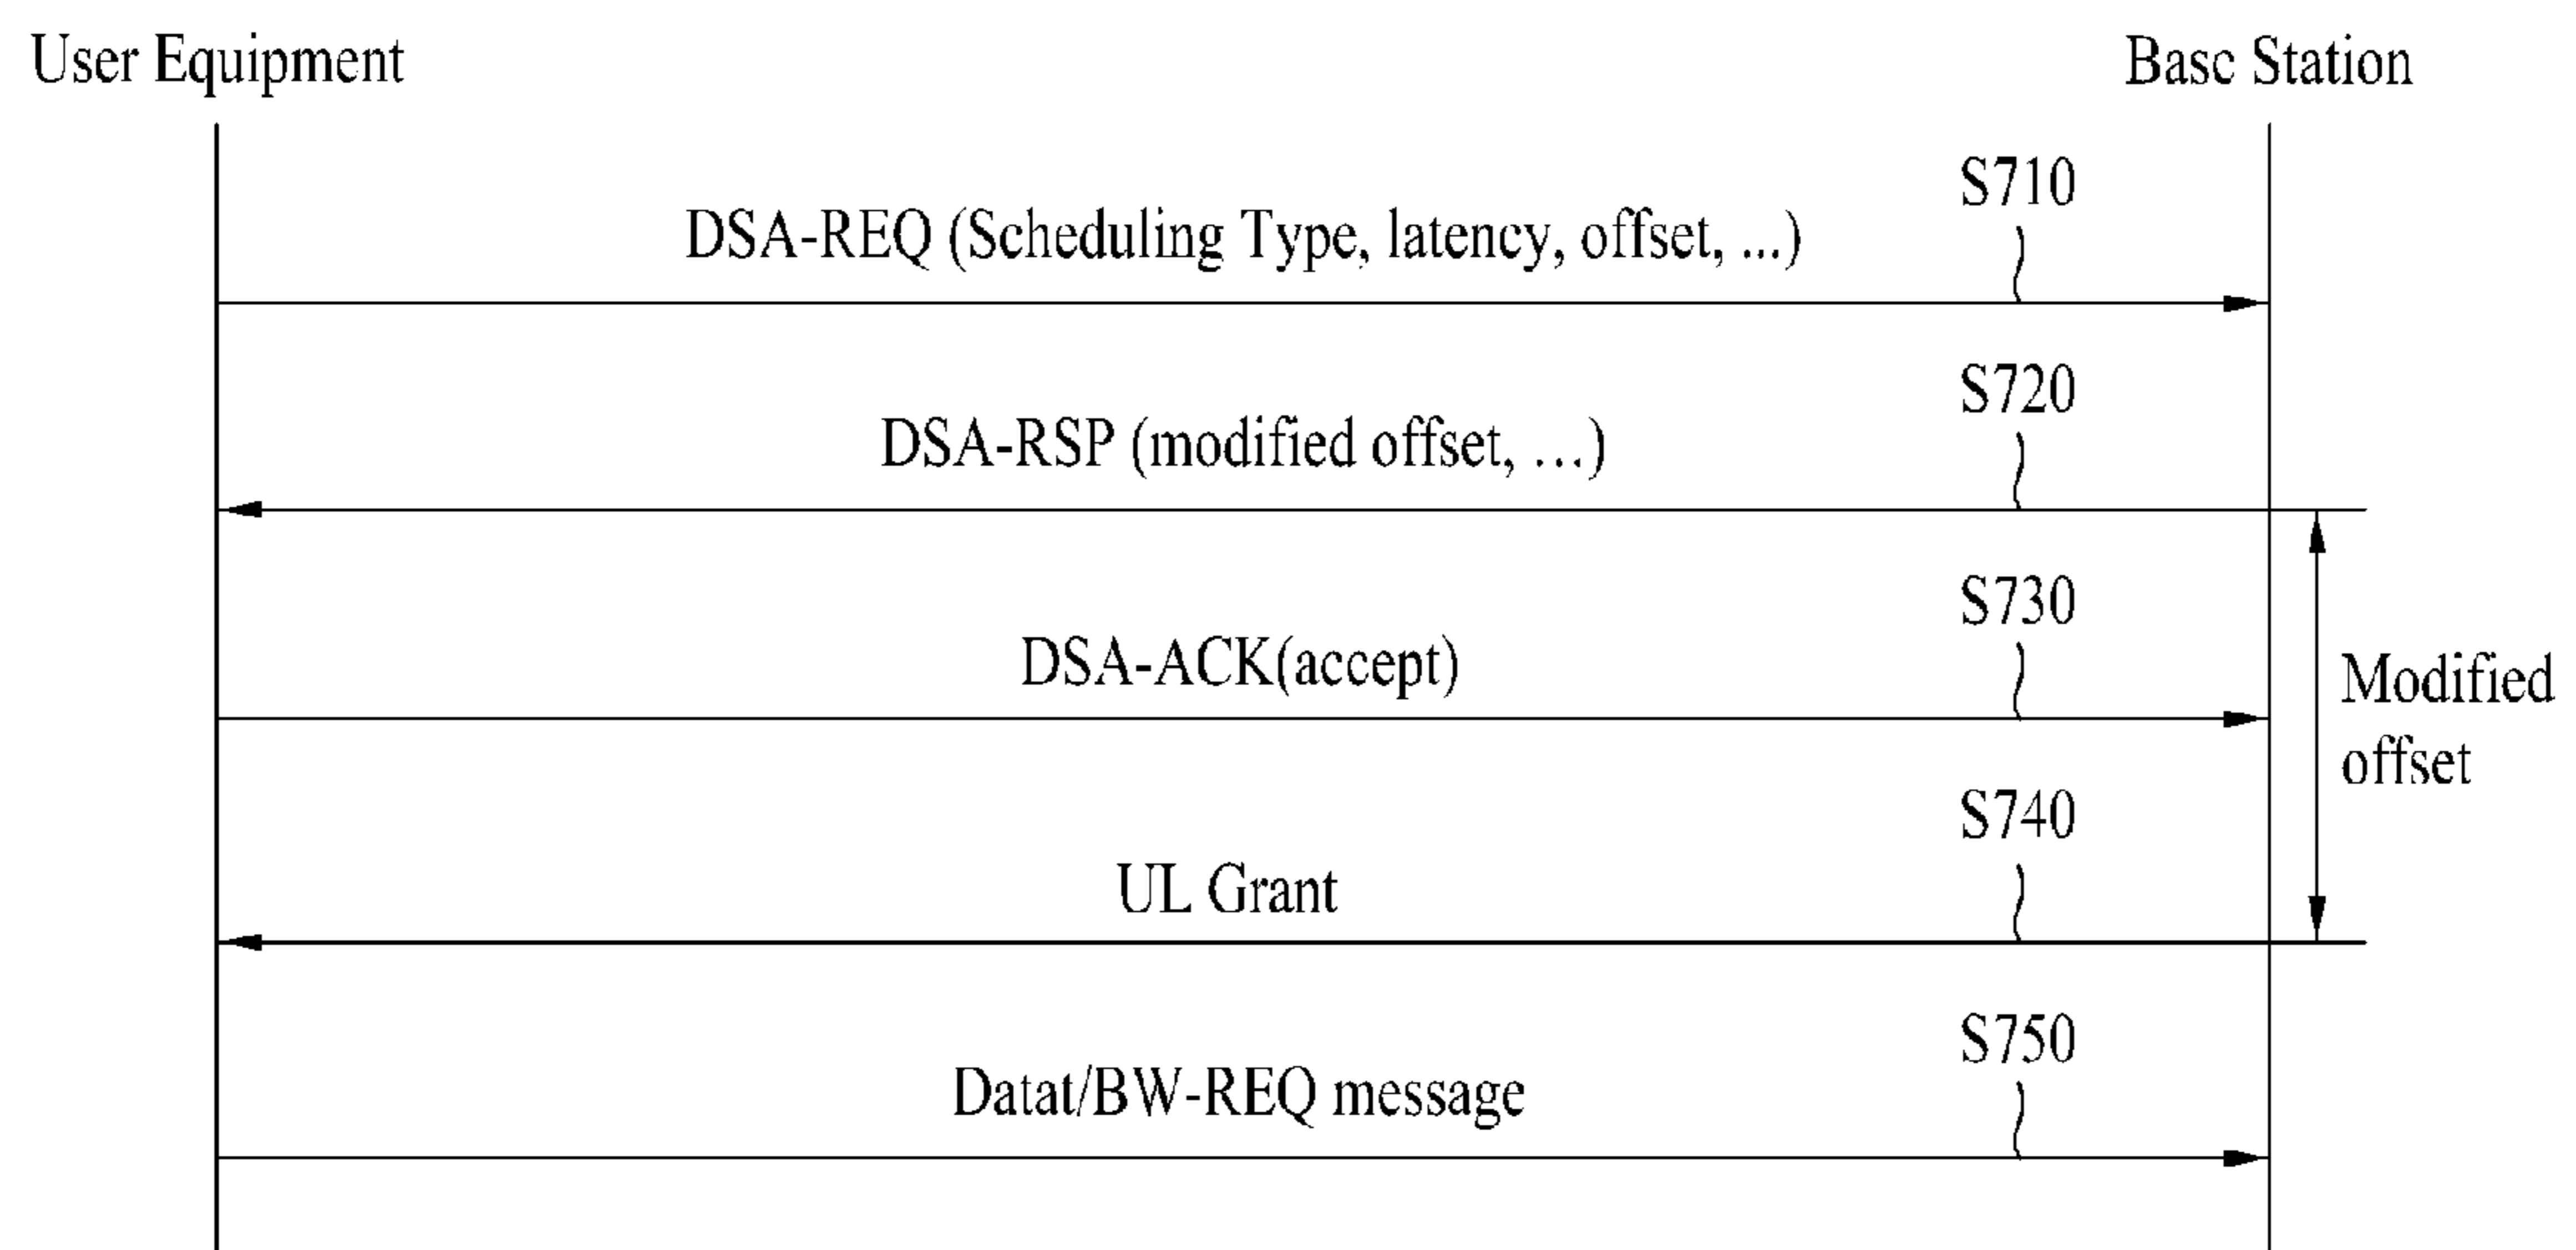 User Equipment
Base Station
S710
DSA-REQ (Scheduling Type, latency, offset, ...)
S720
DSA-RSP (modified offset, ...)
S730
DSA-ACK(accept)
Modified
offset
S740
UL Grant
S750
Datat/BW-REQ message